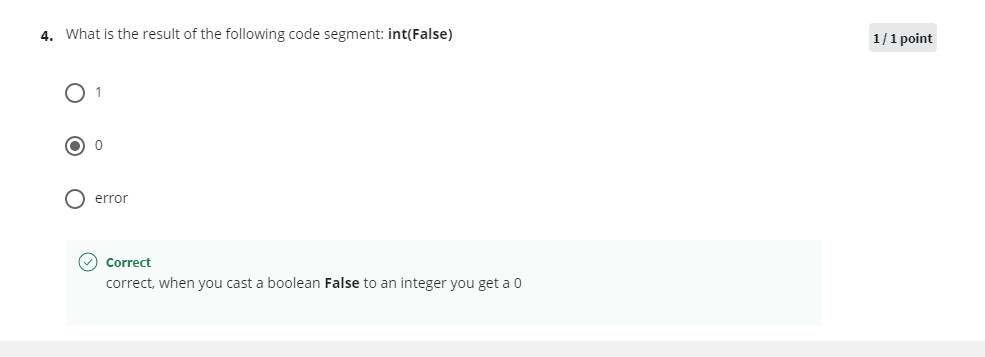 4. What is the result of the following code segment: int(False)
1 / 1 point
1
0
error
Correct
correct, when you cast a boolean False to an integer you get a 0